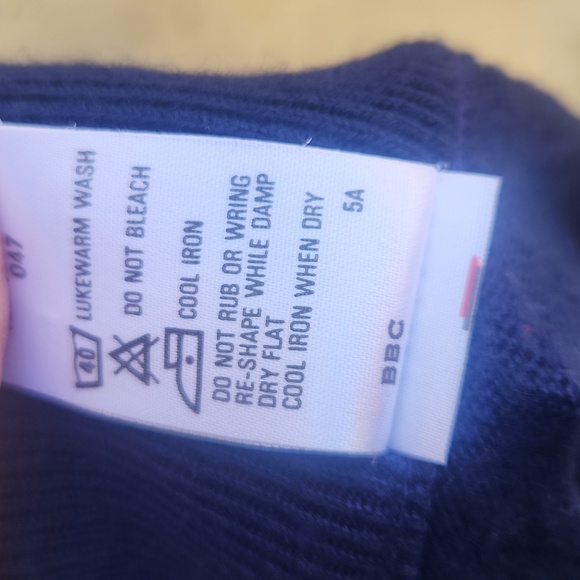 047
40 LUKEWARM WASH
DO NOT BLEACH
COOL IRON
DO NOT RUB OR WRING
RE-SHAPE WHILE DAMP
DRY FLAT
COOL IRON WHEN DRY
5A
BBC